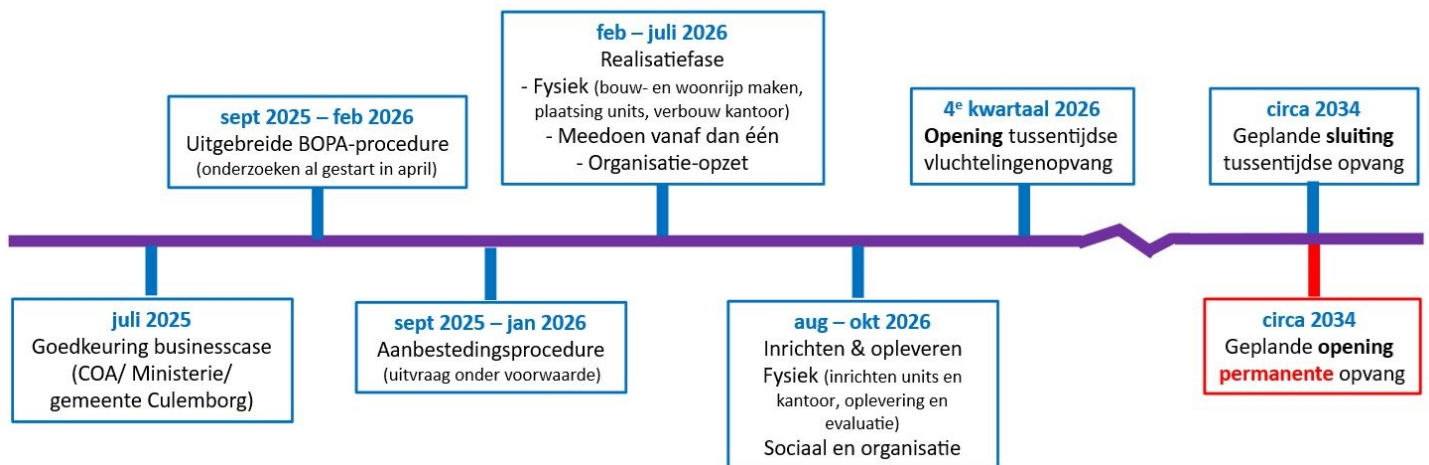 juli 2025
Goedkeuring businesscase
(COA/ Ministerie/
gemeente Culemborg)
sept 2025 – feb 2026
Uitgebreide BOPA-procedure
(onderzoeken al gestart in april)
sept 2025 – jan 2026
Aanbestedingsprocedure
(uitvraag onder voorwaarde)
feb – juli 2026
Realisatiefase
- Fysiek (bouw- en woonrijp maken,
plaatsing units, verbouw kantoor)
- Meedoen vanaf dan één
- Organisatie-opzet
aug – okt 2026
Inrichten & opleveren
Fysiek (inrichten units en
kantoor, oplevering en
evaluatie)
Sociaal en organisatie
4e kwartaal 2026
Opening tussentijdse
vluchtelingenopvang
circa 2034
Geplande sluiting
tussentijdse opvang
circa 2034
Geplande opening
permanente opvang